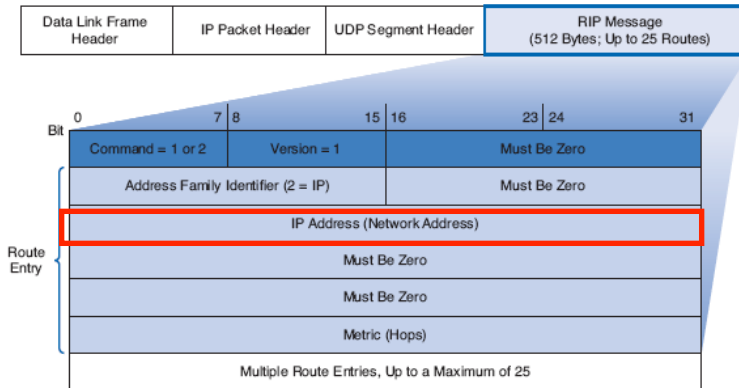 Data Link Frame
Header
IP Packet Header
UDP Segment Header
RIP Message
(512 Bytes; Up to 25 Routes)
Bit
0
7
8
15
16
23
24
31
Command = 1 or 2
Version = 1
Must Be Zero
Address Family Identifier (2 = IP)
Must Be Zero
IP Address (Network Address)
Route
Entry
Must Be Zero
Must Be Zero
Metric (Hops)
Multiple Route Entries, Up to a Maximum of 25